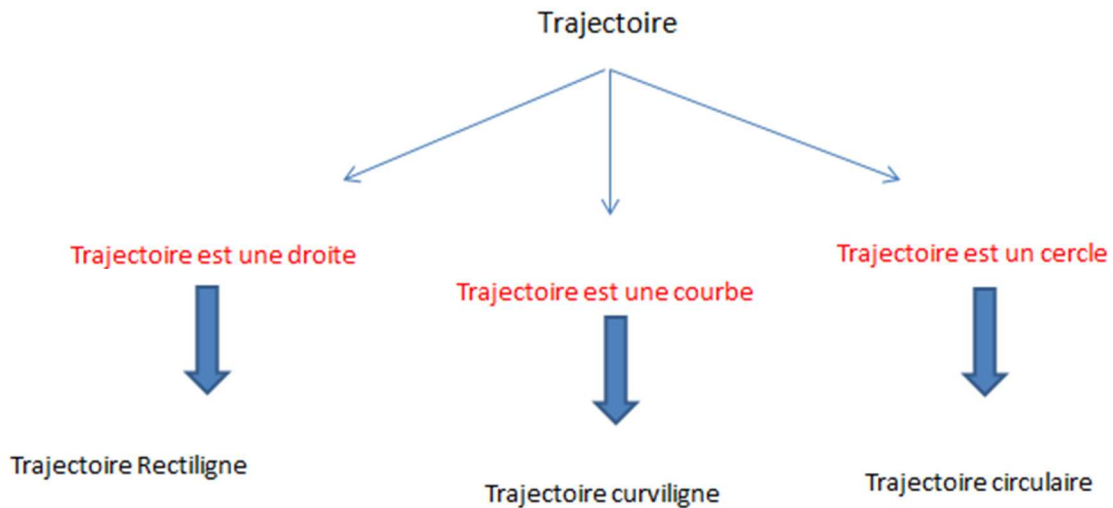 Trajectoire
Trajectoire est une droite
Trajectoire est une courbe
Trajectoire est un cercle
Trajectoire Rectiligne
Trajectoire curviligne
Trajectoire circulaire